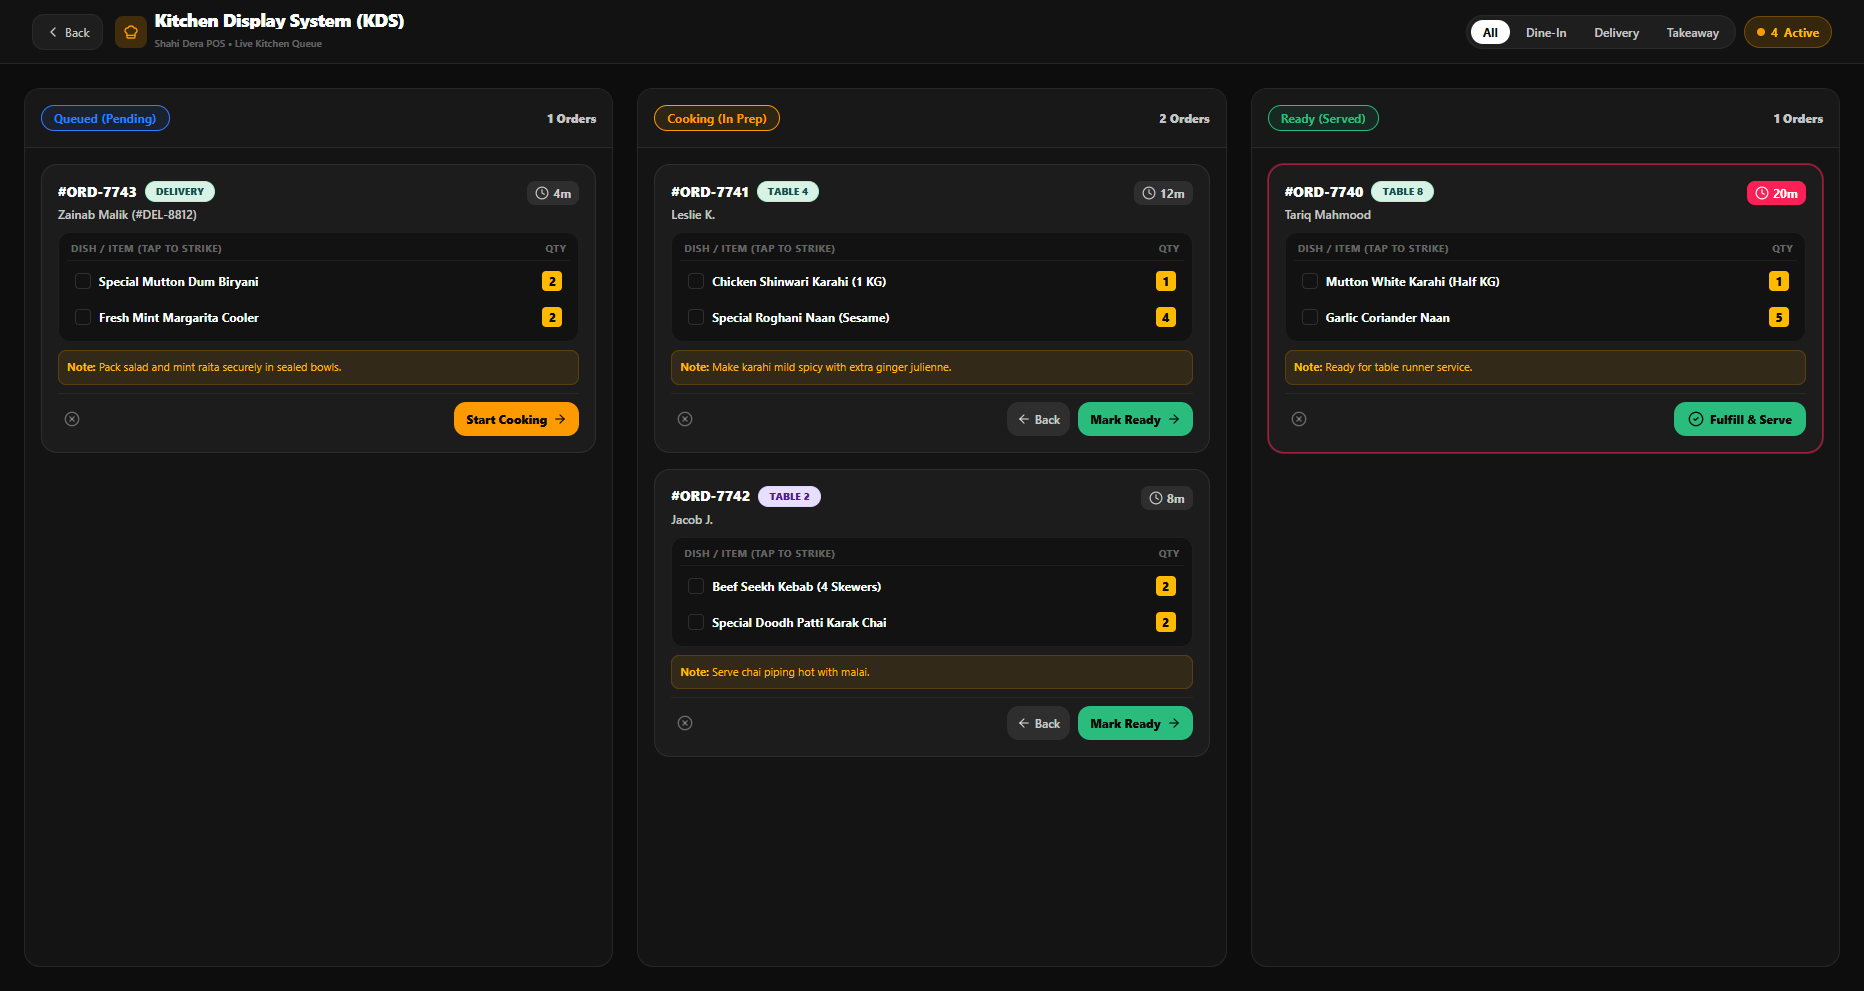 Back
Kitchen Display System (KDS)
Shahi Dera POS • Live Kitchen Queue
All
Dine-In
Delivery
Takeaway
4 Active
Queued (Pending)
1 Orders
#ORD-7743
DELIVERY
4m
Zainab Malik (#DEL-8812)
DISH / ITEM (TAP TO STRIKE)
QTY
Special Mutton Dum Biryani
2
Fresh Mint Margarita Cooler
2
Note: Pack salad and mint raita securely in sealed bowls.
Start Cooking
Cooking (In Prep)
2 Orders
#ORD-7741
TABLE 4
12m
Leslie K.
DISH / ITEM (TAP TO STRIKE)
QTY
Chicken Shinwari Karahi (1 KG)
1
Special Roghani Naan (Sesame)
4
Note: Make karahi mild spicy with extra ginger julienne.
Back
Mark Ready
#ORD-7742
TABLE 2
8m
Jacob J.
DISH / ITEM (TAP TO STRIKE)
QTY
Beef Seekh Kebab (4 Skewers)
2
Special Doodh Patti Karak Chai
2
Note: Serve chai piping hot with malai.
Back
Mark Ready
Ready (Served)
1 Orders
#ORD-7740
TABLE 8
20m
Tariq Mahmood
DISH / ITEM (TAP TO STRIKE)
QTY
Mutton White Karahi (Half KG)
1
Garlic Coriander Naan
5
Note: Ready for table runner service.
Fulfill & Serve